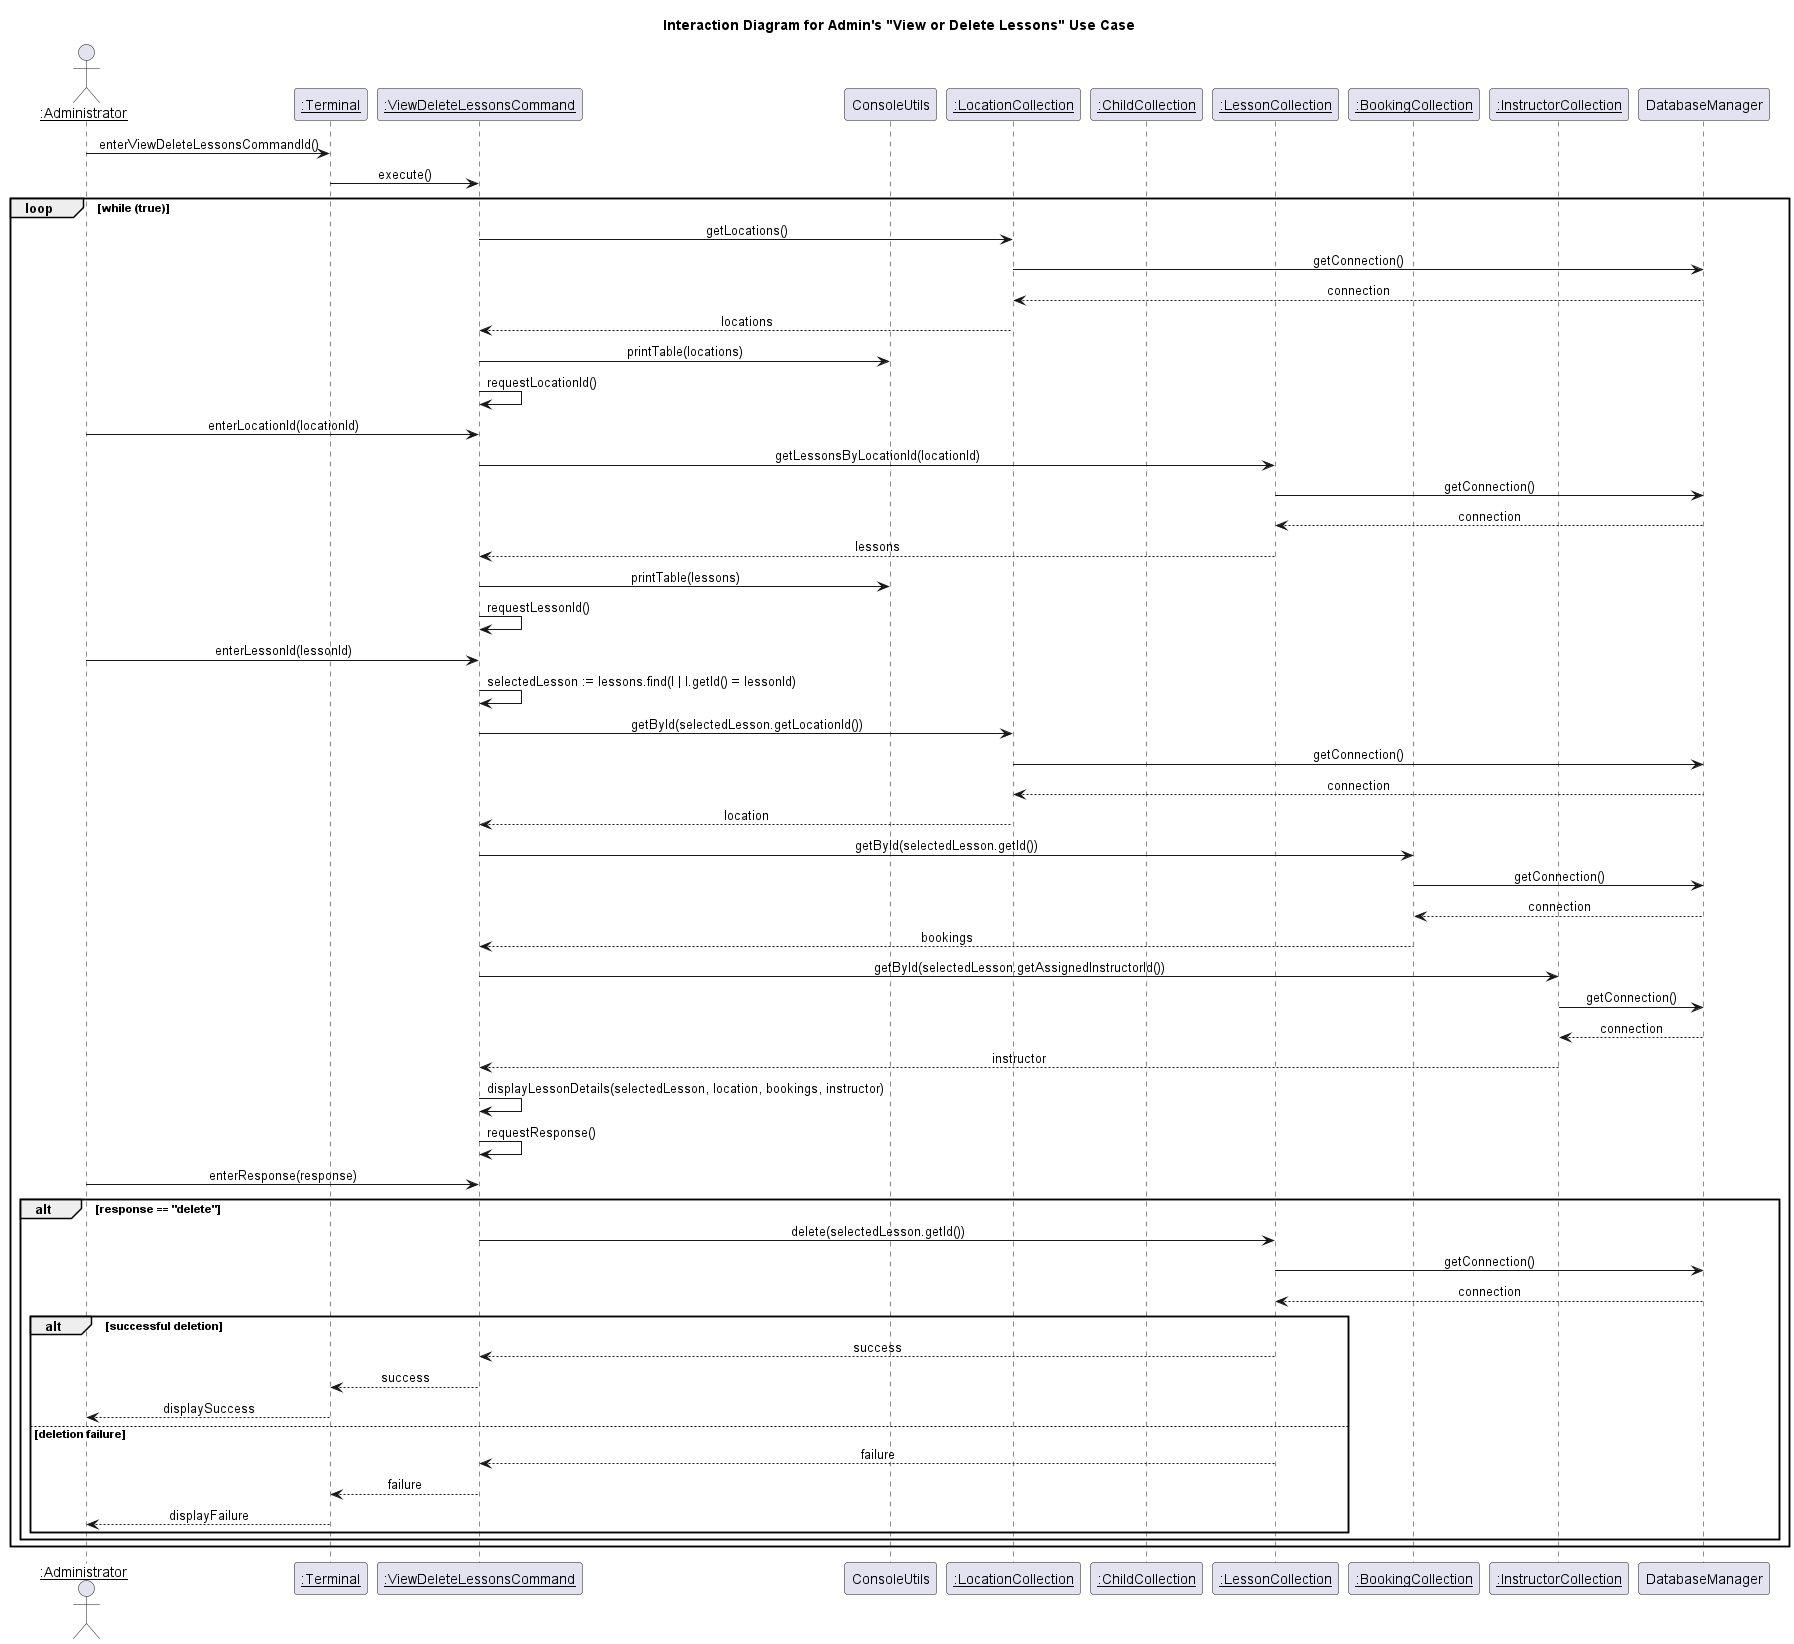 Interaction Diagram for Admin's "View or Delete Lessons" Use Case
:Administrator
:Terminal
:ViewDeleteLessonsCommand
ConsoleUtils
:LocationCollection
:ChildCollection
:LessonCollection
:BookingCollection
:InstructorCollection
DatabaseManager
enterViewDeleteLessonsCommandId()
execute()
loop
[while (true)]
getLocations()
getConnection()
connection
locations
printTable(locations)
requestLocationId()
enterLocationId(locationId)
getLessonsByLocationId(locationId)
getConnection()
connection
lessons
printTable(lessons)
requestLessonId()
enterLessonId(lessonId)
selectedLesson := lessons.find(l | l.getId() = lessonId)
getById(selectedLesson.getLocationId())
getConnection()
connection
location
getById(selectedLesson.getId())
getConnection()
connection
bookings
getById(selectedLesson.getAssignedInstructorId())
getConnection()
connection
instructor
displayLessonDetails(selectedLesson, location, bookings, instructor)
requestResponse()
enterResponse(response)
alt
[response == "delete"]
delete(selectedLesson.getId())
getConnection()
connection
alt
[successful deletion]
success
success
displaySuccess
[deletion failure]
failure
failure
displayFailure
:Administrator
:Terminal
:ViewDeleteLessonsCommand
ConsoleUtils
:LocationCollection
:ChildCollection
:LessonCollection
:BookingCollection
:InstructorCollection
DatabaseManager